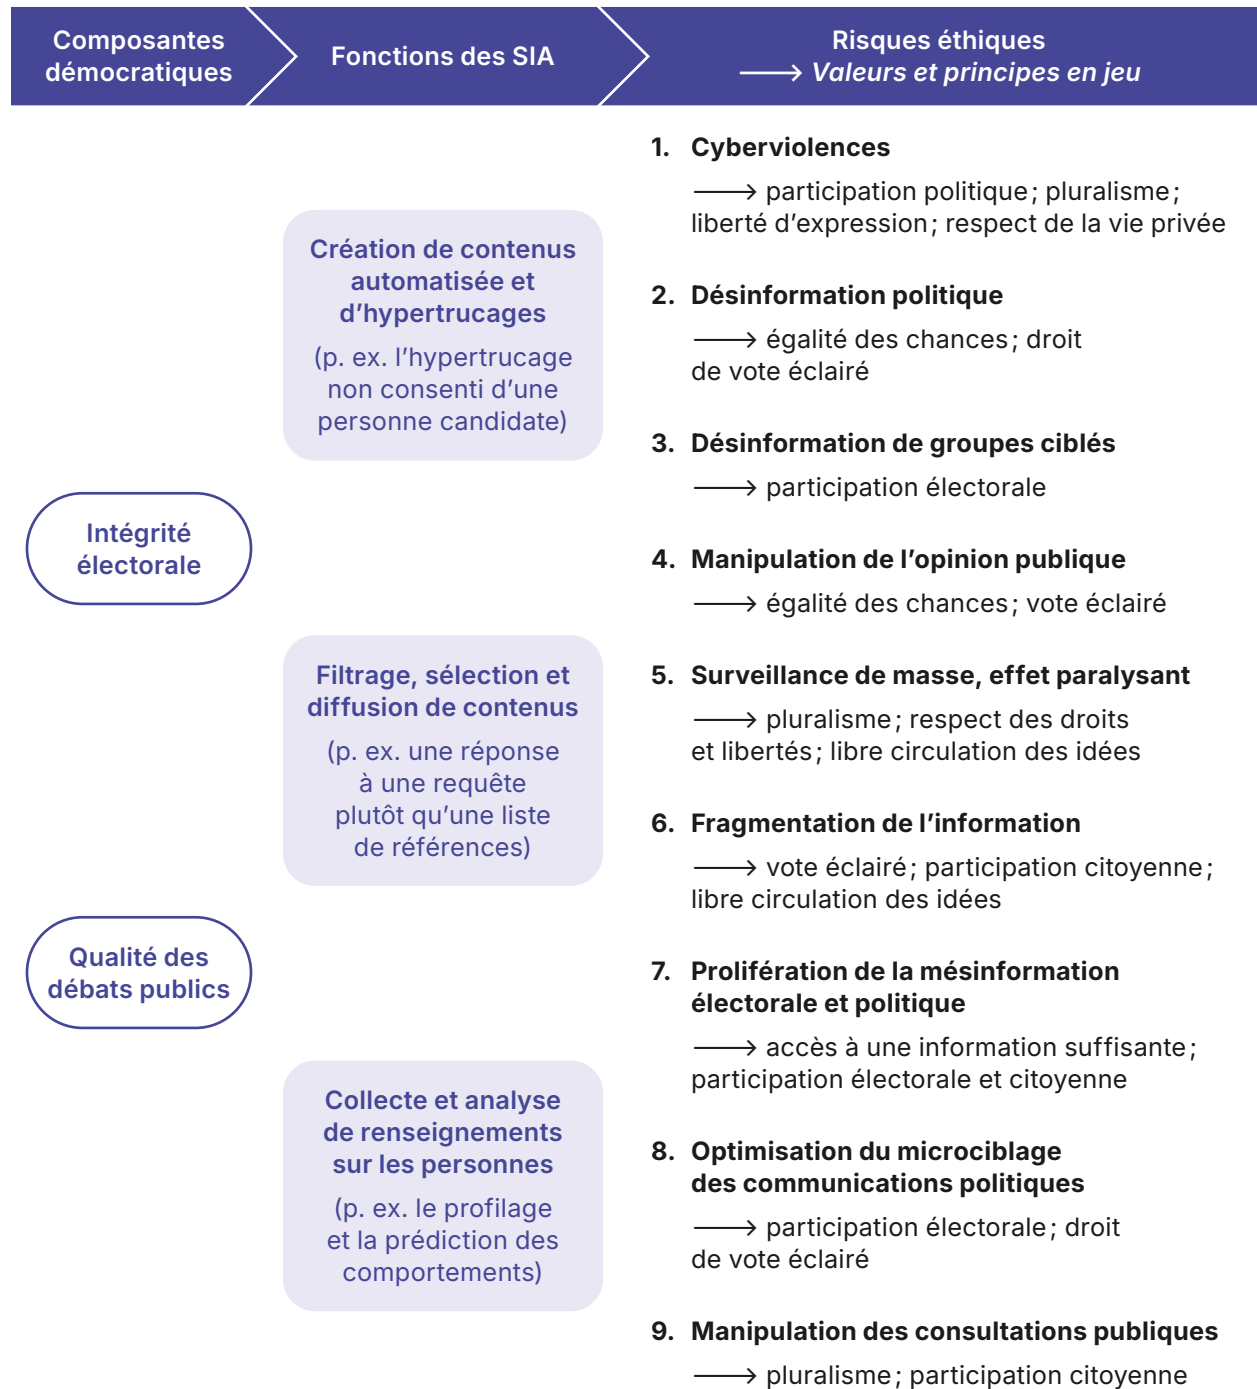 Composantes
démocratiques
Fonctions des SIA
Risques éthiques
⟶ Valeurs et principes en jeu
Intégrité
électorale
Qualité des
débats publics
Création de contenus
automatisée et
d’hypertrucages
(p. ex. l’hypertrucage
non consenti d’une
personne candidate)
Filtrage, sélection et
diffusion de contenus
(p. ex. une réponse
à une requête
plutôt qu’une liste
de références)
Collecte et analyse
de renseignements
sur les personnes
(p. ex. le profilage
et la prédiction des
comportements)
1. Cyberviolences
⟶ participation politique ; pluralisme ;
liberté d’expression ; respect de la vie privée
2. Désinformation politique
⟶ égalité des chances ; droit
de vote éclairé
3. Désinformation de groupes ciblés
⟶ participation électorale
4. Manipulation de l’opinion publique
⟶ égalité des chances ; vote éclairé
5. Surveillance de masse, effet paralysant
⟶ pluralisme ; respect des droits
et libertés ; libre circulation des idées
6. Fragmentation de l’information
⟶ vote éclairé ; participation citoyenne ;
libre circulation des idées
7. Prolifération de la mésinformation
électorale et politique
⟶ accès à une information suffisante ;
participation électorale et citoyenne
8. Optimisation du microciblage
des communications politiques
⟶ participation électorale ; droit
de vote éclairé
9. Manipulation des consultations publiques
⟶ pluralisme ; participation citoyenne